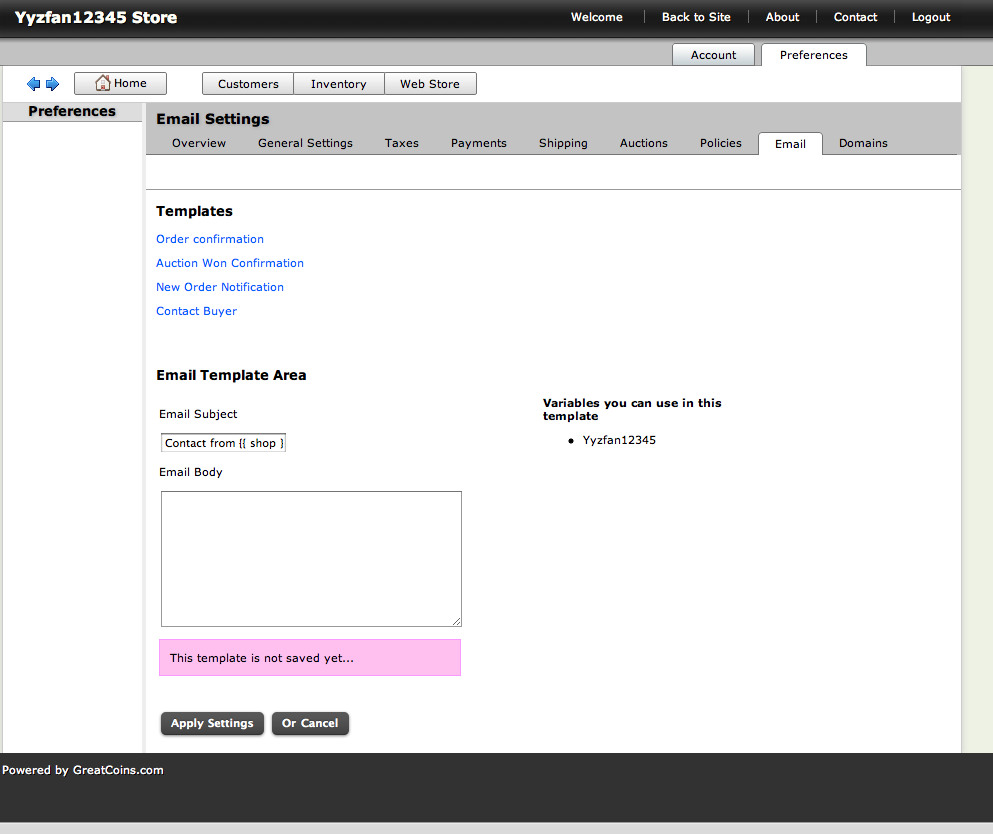 Yyzfan12345 Store
Welcome Back to Site About Contact Logout
Account Preferences
Home Customers Inventory Web Store
Preferences
Email Settings
Overview General Settings Taxes Payments Shipping Auctions Policies Email Domains
Templates
Order confirmation
Auction Won Confirmation
New Order Notification
Contact Buyer
Email Template Area
Email Subject
Contact from {{ shop }
Email Body
Variables you can use in this
template
• Yyzfan12345
This template is not saved yet...
Apply Settings Or Cancel
Powered by GreatCoins.com